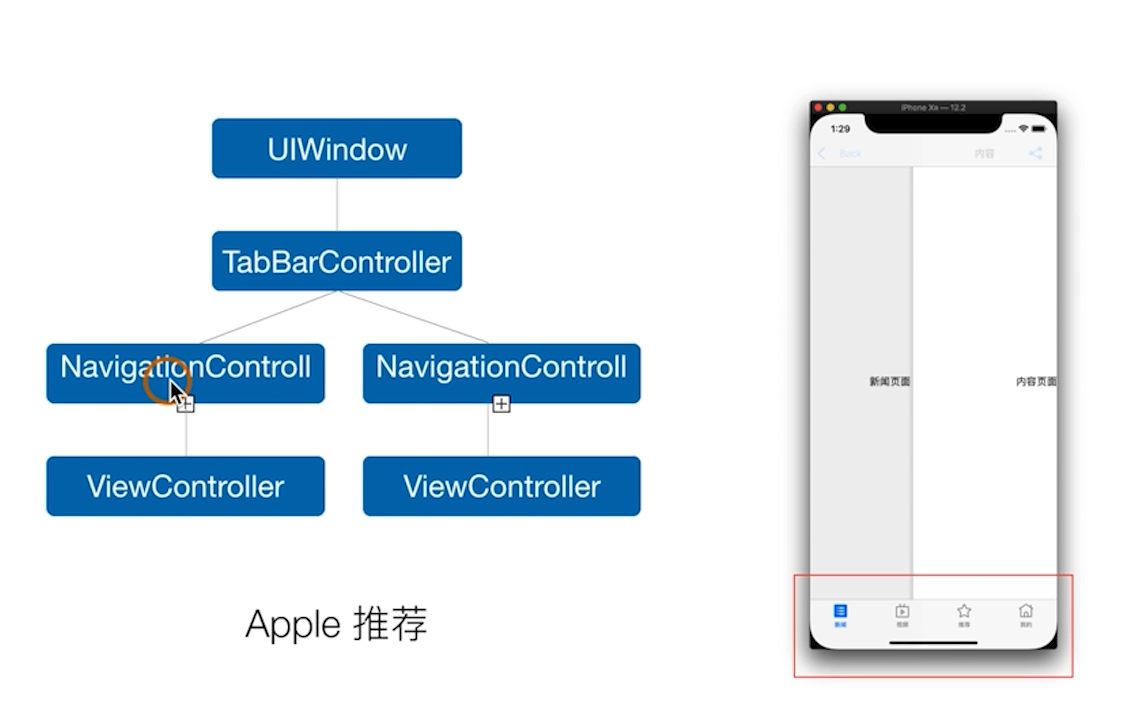 UIWindow
TabBarController
NavigationControll
NavigationControll
ViewController
ViewController
Apple 推荐
iPhone Xʀ — 12.2
1:29
Back
内容
新闻页面
内容页面
新闻
视频
推荐
我的